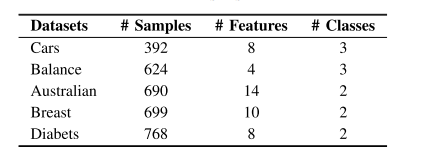 Datasets # Samples # Features # Classes
Cars 392 8 3
Balance 624 4 3
Australian 690 14 2
Breast 699 10 2
Diabets 768 8 2